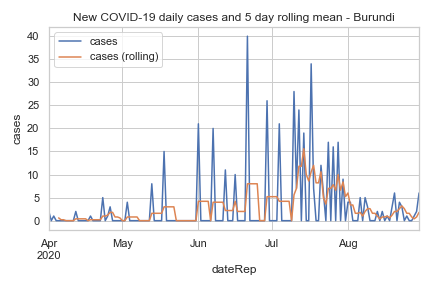 New COVID-19 daily cases and 5 day rolling mean - Burundi
cases
cases (rolling)
40
35
30
25
20
15
10
5
0
cases
Apr May Jun Jul Aug
2020
dateRep